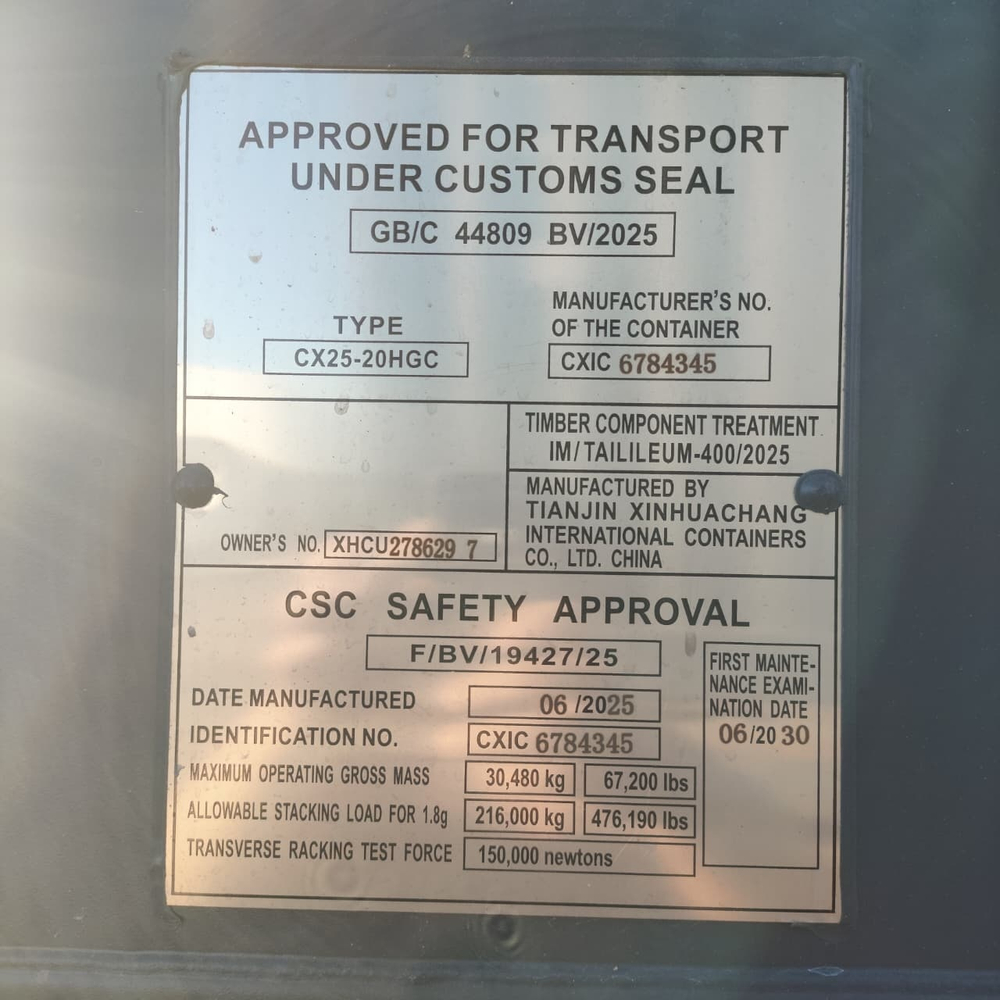 APPROVED FOR TRANSPORT
UNDER CUSTOMS SEAL
GB/C 44809 BV/2025
TYPE
CX25-20HGC
MANUFACTURER'S NO.
OF THE CONTAINER
CXIC 6784345
TIMBER COMPONENT TREATMENT
IM/TAILILEUM-400/2025
MANUFACTURED BY
TIANJIN XINHUACHANG
INTERNATIONAL CONTAINERS
CO., LTD. CHINA
OWNER'S NO. XHCU278629 7
CSC SAFETY APPROVAL
F/BV/19427/25
DATE MANUFACTURED 06 /2025
IDENTIFICATION NO. CXIC 6784345
MAXIMUM OPERATING GROSS MASS 30,480 kg 67,200 lbs
ALLOWABLE STACKING LOAD FOR 1.8g 216,000 kg 476,190 lbs
TRANSVERSE RACKING TEST FORCE 150,000 newtons
FIRST MAINTE-
NANCE EXAMI-
NATION DATE
06/20 30